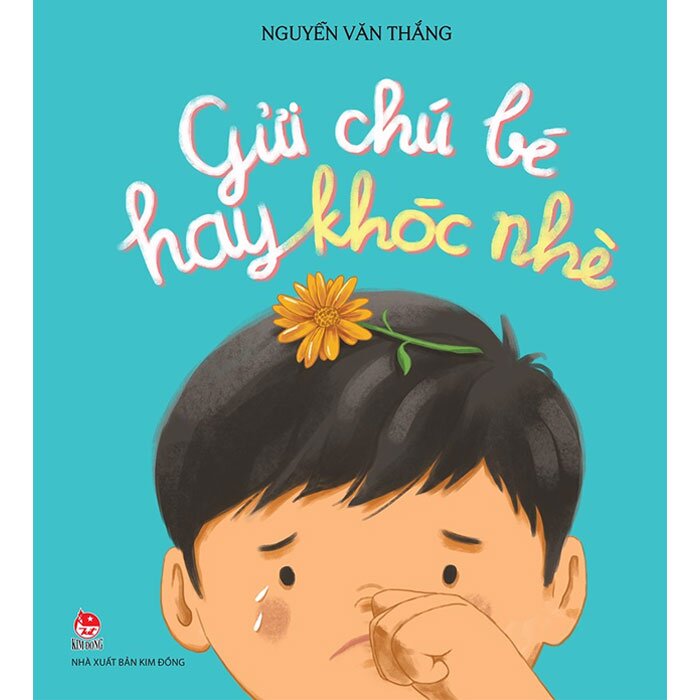 NGUYỄN VĂN THẮNG
Gửi chú bé
hay khóc nhè
KIM ĐỒNG
NHÀ XUẤT BẢN KIM ĐỒNG